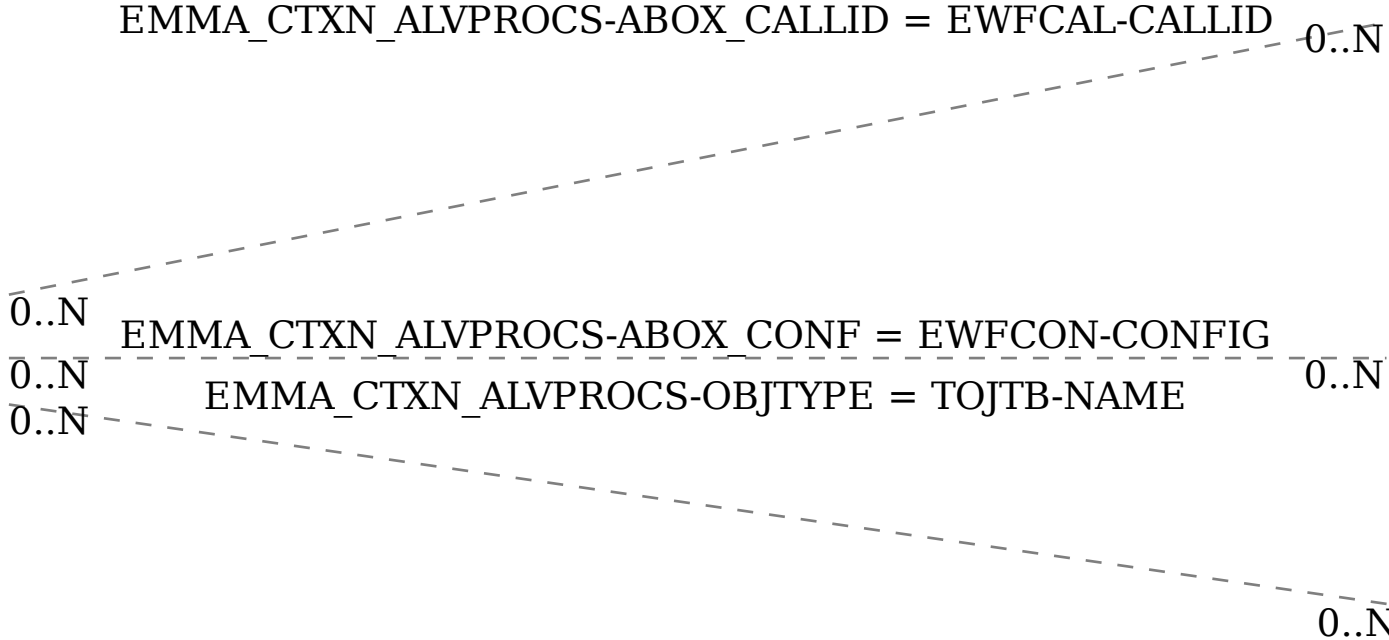 EMMA_CTXN_ALVPROCS-ABOX_CALLID = EWFCAL-CALLID
0..N
0..N
EMMA_CTXN_ALVPROCS-ABOX_CONF = EWFCON-CONFIG
0..N
0..N
EMMA_CTXN_ALVPROCS-OBJTYPE = TOJTB-NAME
0..N
0..N